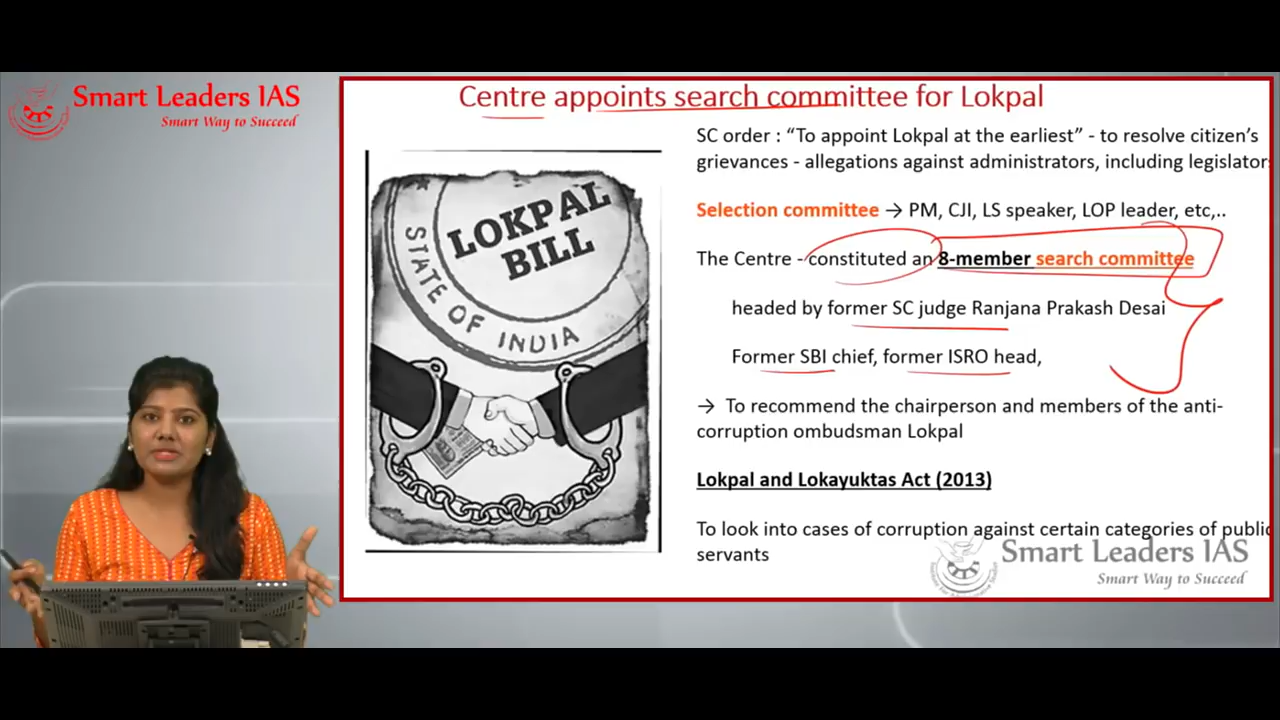 Smart Leaders IAS
Smart Way to Succeed
Centre appoints search committee for Lokpal
LOKPAL
BILL
STATE OF INDIA
SC order : “To appoint Lokpal at the earliest” - to resolve citizen’s
grievances - allegations against administrators, including legislator
Selection committee → PM, CJI, LS speaker, LOP leader, etc,..
The Centre - constituted an 8-member search committee
headed by former SC judge Ranjana Prakash Desai
Former SBI chief, former ISRO head,
→ To recommend the chairperson and members of the anti-
corruption ombudsman Lokpal
Lokpal and Lokayuktas Act (2013)
To look into cases of corruption against certain categories of public
servants
Smart Leaders IAS
Smart Way to Succeed